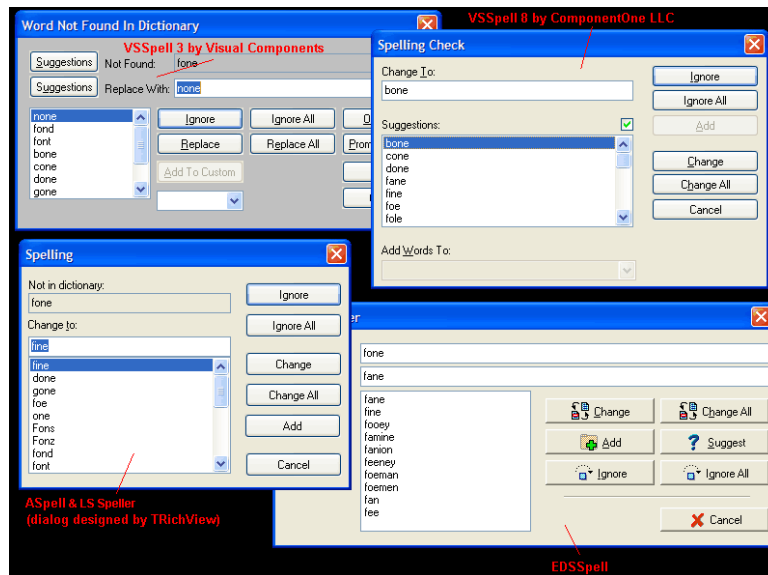 Word Not Found In Dictionary
VSSpell 3 by Visual Components
Suggestions Not Found: fone
Suggestions Replace With: none
none
fond
font
bone
cone
done
gone
Ignore Ignore All
Replace Replace All
Add To Custom
VSSpell 8 by ComponentOne LLC
Spelling Check
Change To:
bone
Suggestions:
bone
cone
done
fane
fine
foe
fole
Add Words To:
Ignore
Ignore All
Add
Change
Change All
Cancel
Spelling
Not in dictionary:
fone
Change to:
fine
fine
done
gone
foe
one
Fons
Fonz
fond
font
Ignore
Ignore All
Change
Change All
Add
Cancel
ASpell & LS Speller
(dialog designed by TRichView)
fone
fane
fane
fine
fooey
famine
fanion
feeney
foeman
foemen
fan
fee
Change Change All
Add Suggest
Ignore Ignore All
Cancel
EDSSpell